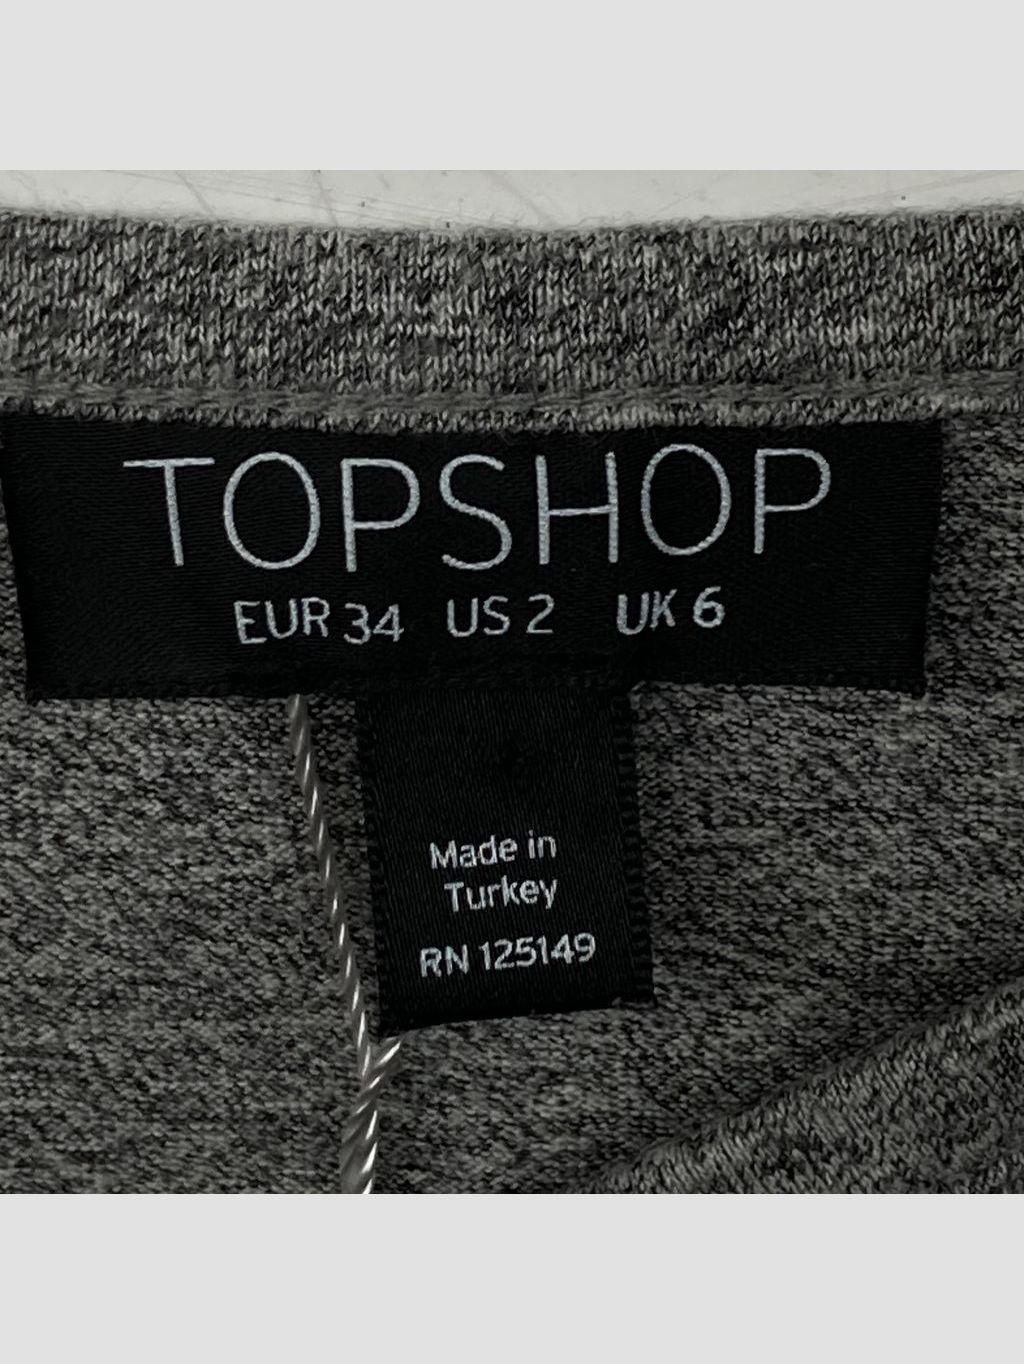 TOPSHOP
EUR 34 US 2 UK 6
Made in
Turkey
RN 125149